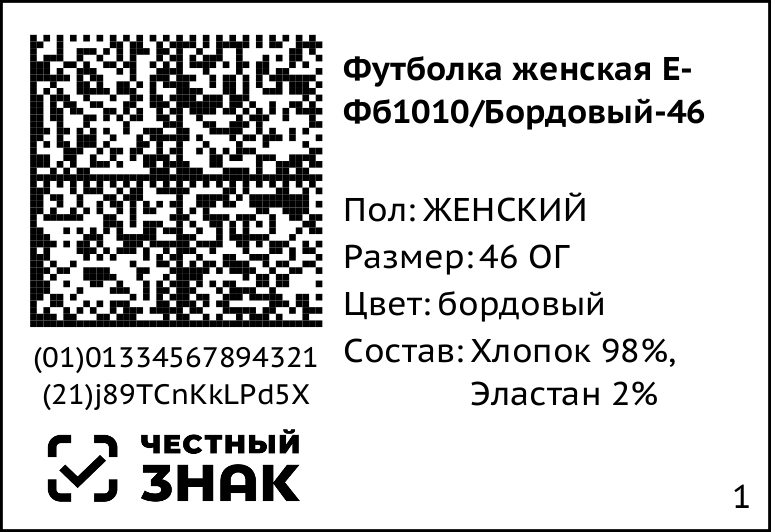 Футболка женская Е-
Фб1010/Бордовый-46
Пол: ЖЕНСКИЙ
Размер: 46 ОГ
Цвет: бордовый
Состав: Хлопок 98%,
Эластан 2%
(01)01334567894321
(21)j89TCnKkLPd5X
ЧЕСТНЫЙ
ЗНАК
1